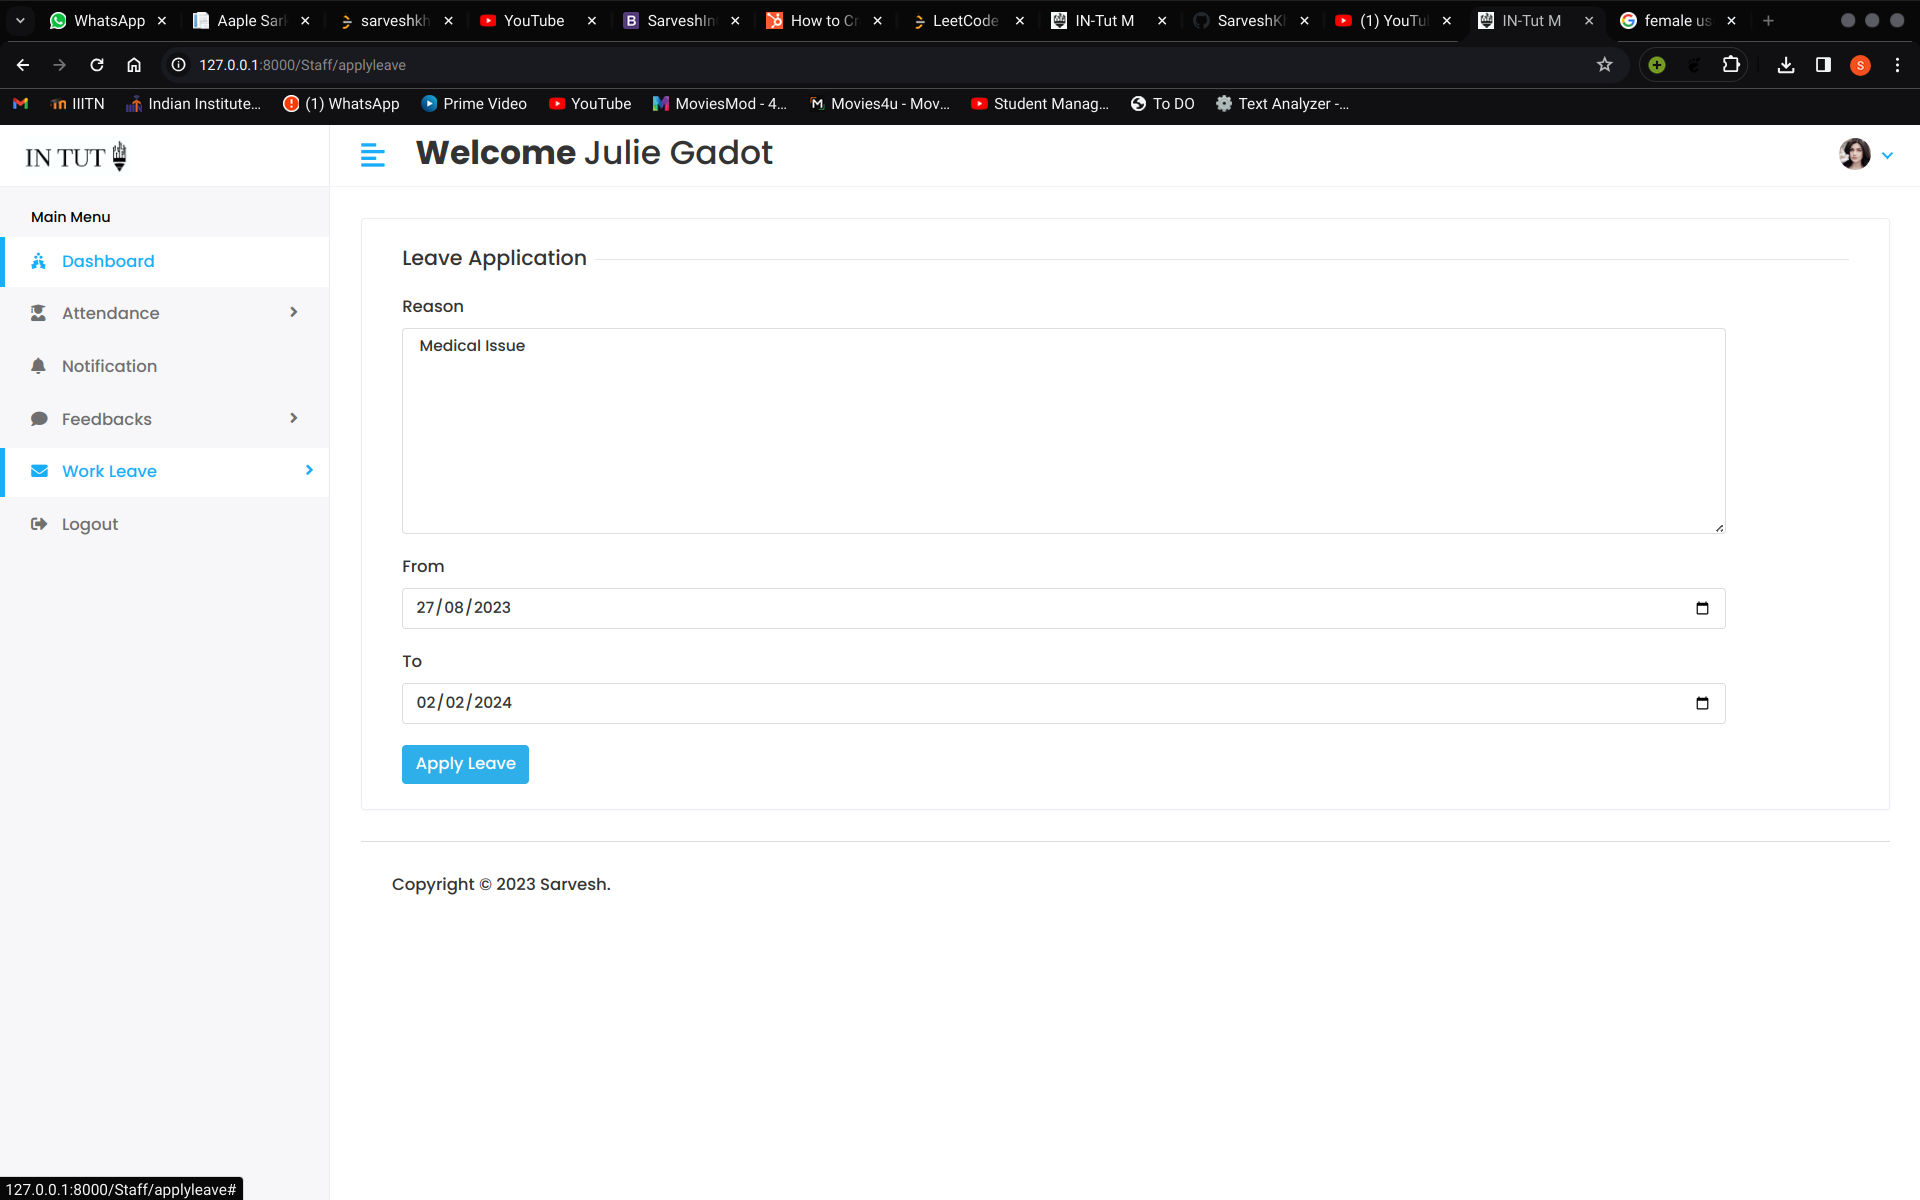 WhatsApp
Aaple Sar
sarveshkh
YouTube
SarveshIn
How to Cr
LeetCode
IN-Tut M
SarveshK
(1) YouTu
IN-Tut M
female us
127.0.0.1:8000/Staff/applyleave
IIITN
Indian Institute...
(1) WhatsApp
Prime Video
YouTube
MoviesMod - 4...
Movies4u - Mov...
Student Manag...
To DO
Text Analyzer -...
IN TUT
Welcome Julie Gadot
Main Menu
Dashboard
Attendance
Notification
Feedbacks
Work Leave
Logout
Leave Application
Reason
Medical Issue
From
27/08/2023
To
02/02/2024
Apply Leave
Copyright © 2023 Sarvesh.
127.0.0.1:8000/Staff/applyleave#